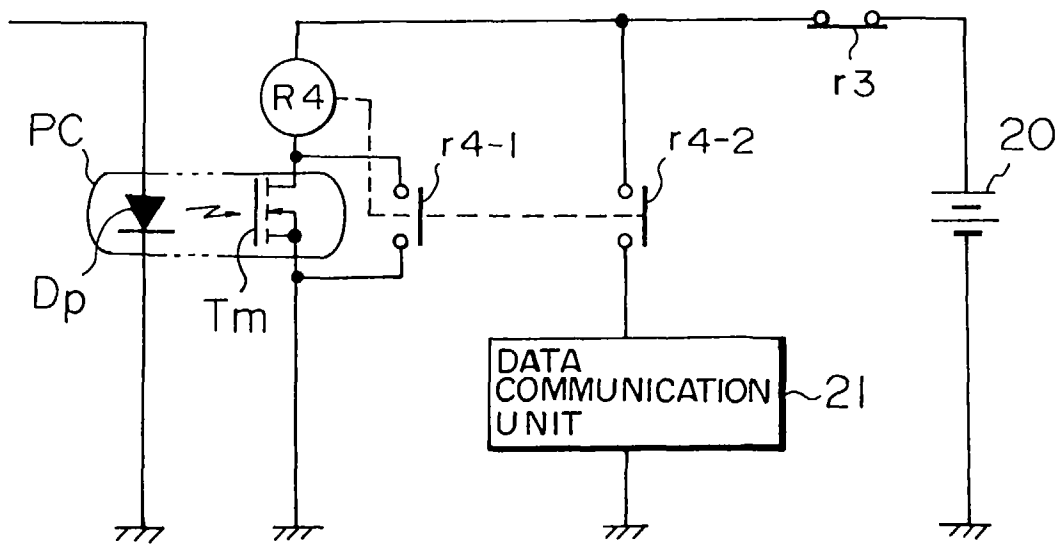 r3
R4
PC
r4-1
r4-2
20
Dp
Tm
DATA
COMMUNICATION
UNIT
21